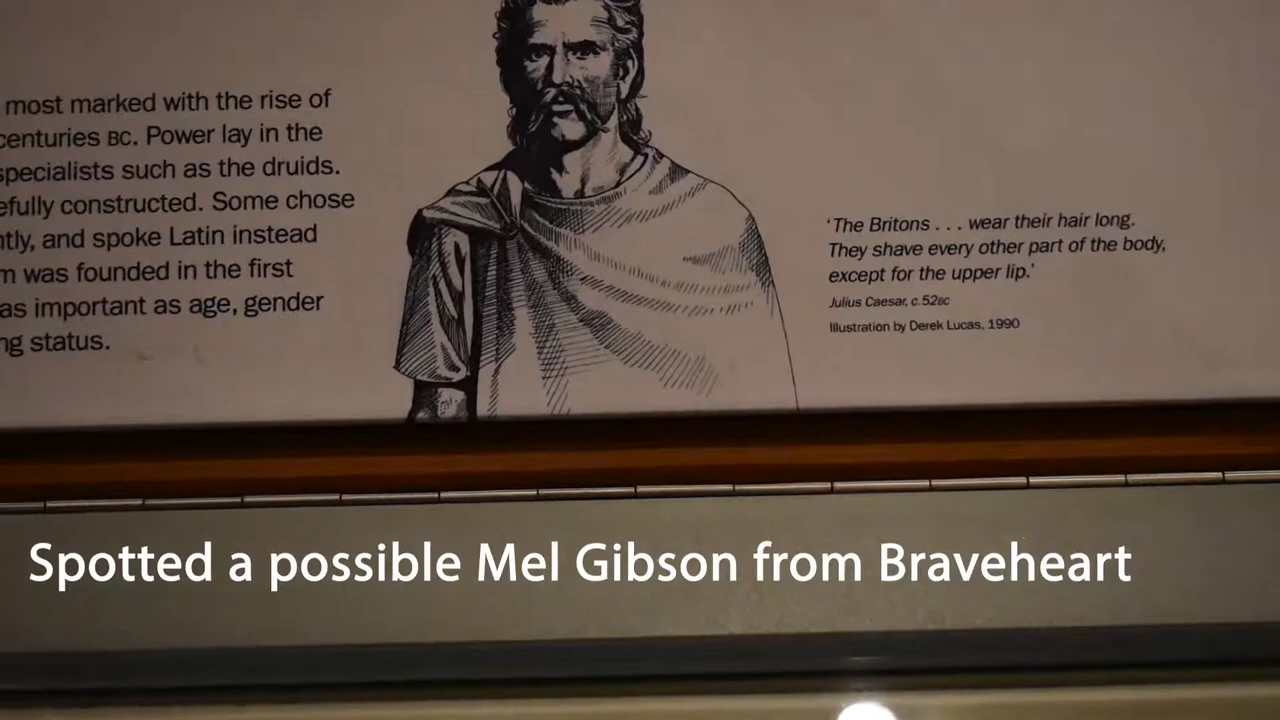 most marked with the rise of
centuries BC. Power lay in the
specialists such as the druids.
efully constructed. Some chose
ntly, and spoke Latin instead
m was founded in the first
as important as age, gender
ng status.
‘The Britons . . . wear their hair long.
They shave every other part of the body,
except for the upper lip.’
Julius Caesar, c.52BC
Illustration by Derek Lucas, 1990
Spotted a possible Mel Gibson from Braveheart